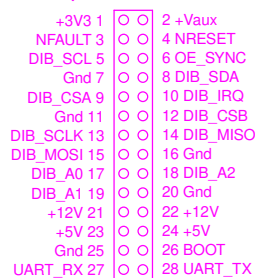 +3V3 1 2 +Vaux
NFAULT 3 4 NRESET
DIB_SCL 5 6 OE_SYNC
Gnd 7 8 DIB_SDA
DIB_CSA 9 10 DIB_IRQ
Gnd 11 12 DIB_CSB
DIB_SCLK 13 14 DIB_MISO
DIB_MOSI 15 16 Gnd
DIB_A0 17 18 DIB_A2
DIB_A1 19 20 Gnd
+12V 21 22 +12V
+5V 23 24 +5V
Gnd 25 26 BOOT
UART_RX 27 28 UART_TX